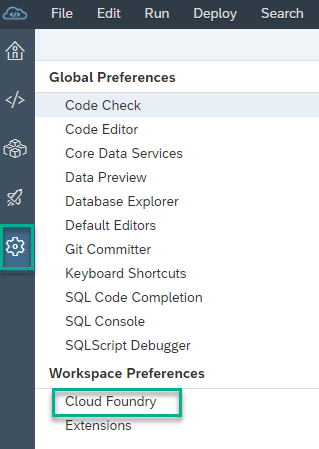 File Edit Run Deploy Search
Global Preferences
Code Check
Code Editor
Core Data Services
Data Preview
Database Explorer
Default Editors
Git Committer
Keyboard Shortcuts
SQL Code Completion
SQL Console
SQLScript Debugger
Workspace Preferences
Cloud Foundry
Extensions